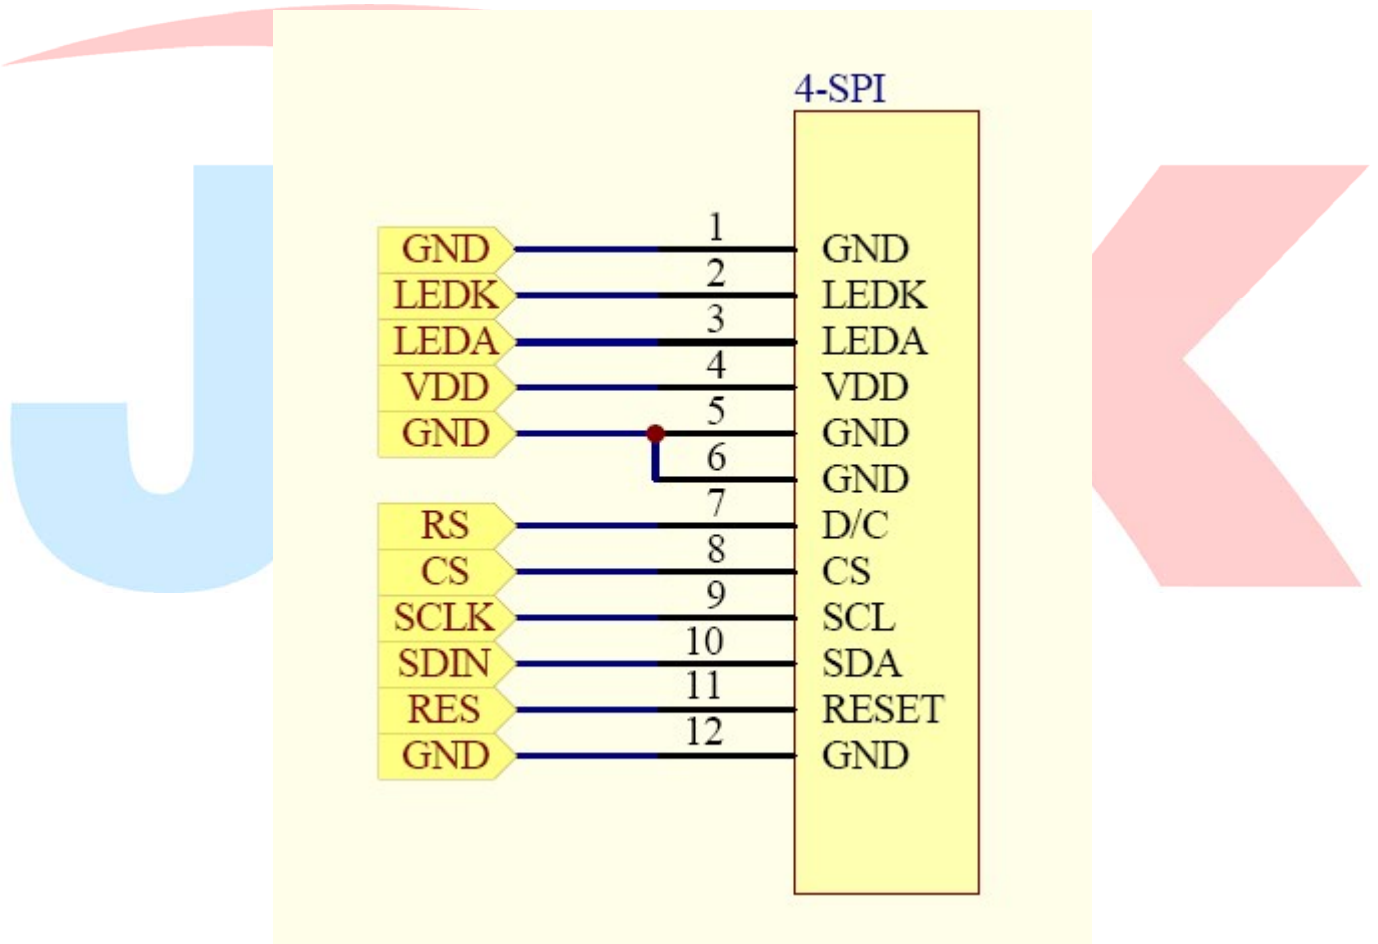 4-SPI
GND 1 GND
LEDK 2 LEDK
LEDA 3 LEDA
VDD 4 VDD
GND 5 GND
6 GND
RS 7 D/C
CS 8 CS
SCLK 9 SCL
SDIN 10 SDA
RES 11 RESET
GND 12 GND
J K